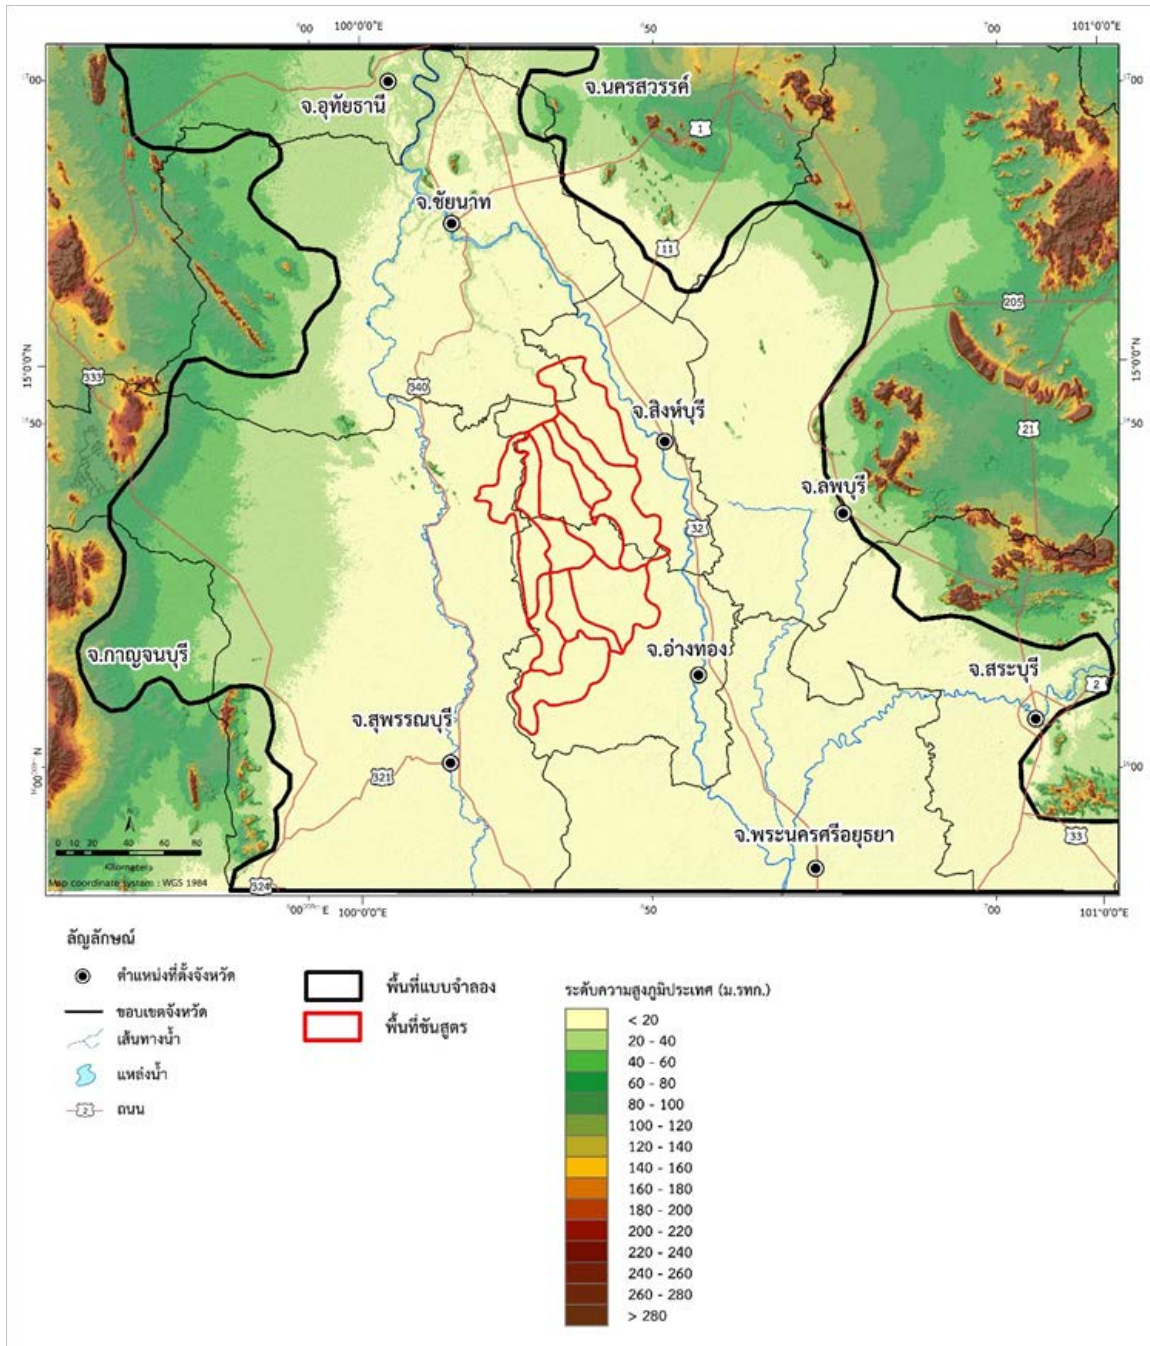 100°0'0"E
101°0'0"E
จ.นครสวรรค์
จ.อุทัยธานี
1
จ.ชัยนาท
11
205
15°0'0"N
15°0'0"N
333
340
จ.สิงห์บุรี
21
จ.ลพบุรี
32
จ.กาญจนบุรี
จ.อ่างทอง
จ.สระบุรี
2
จ.สุพรรณบุรี
321
จ.พระนครศรีอยุธยา
33
N
0 10 20 40 60 80
Kilometers
Map coordinate system : WGS 1984
324
100°0'0"E
101°0'0"E
สัญลักษณ์
ตำแหน่งที่ตั้งจังหวัด
ขอบเขตจังหวัด
เส้นทางน้ำ
แหล่งน้ำ
2 ถนน
พื้นที่แบบจำลอง
พื้นที่ชันสูตร
ระดับความสูงภูมิประเทศ (ม.รทก.)
< 20
20 - 40
40 - 60
60 - 80
80 - 100
100 - 120
120 - 140
140 - 160
160 - 180
180 - 200
200 - 220
220 - 240
240 - 260
260 - 280
> 280